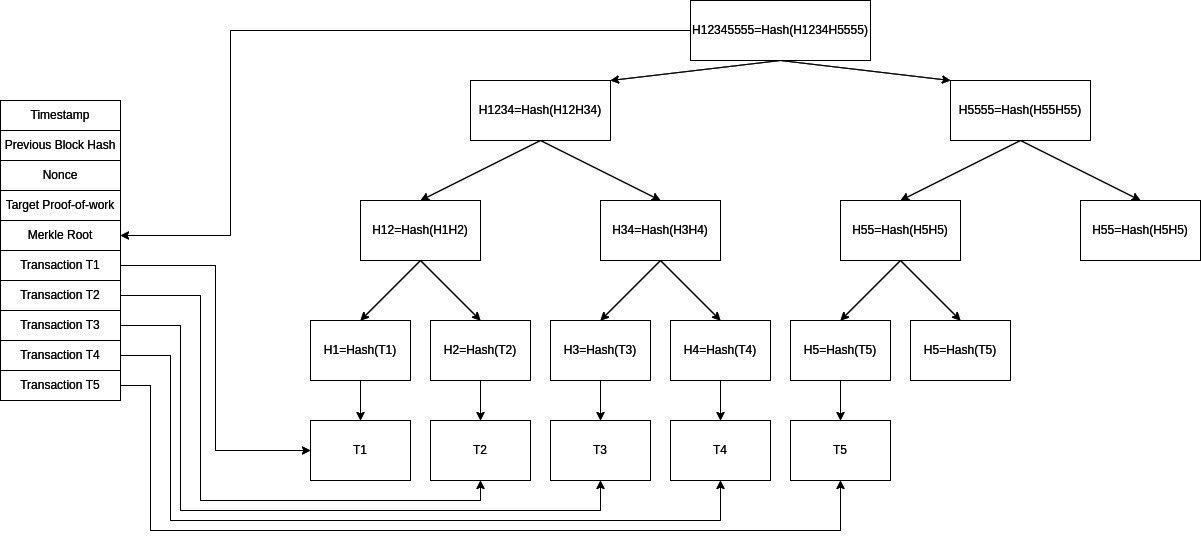 H12345555=Hash(H1234H5555)
H1234=Hash(H12H34)
H5555=Hash(H55H55)
Timestamp
Previous Block Hash
Nonce
Target Proof-of-work
Merkle Root
Transaction T1
Transaction T2
Transaction T3
Transaction T4
Transaction T5
H12=Hash(H1H2)
H34=Hash(H3H4)
H55=Hash(H5H5)
H55=Hash(H5H5)
H1=Hash(T1)
H2=Hash(T2)
H3=Hash(T3)
H4=Hash(T4)
H5=Hash(T5)
H5=Hash(T5)
T1
T2
T3
T4
T5